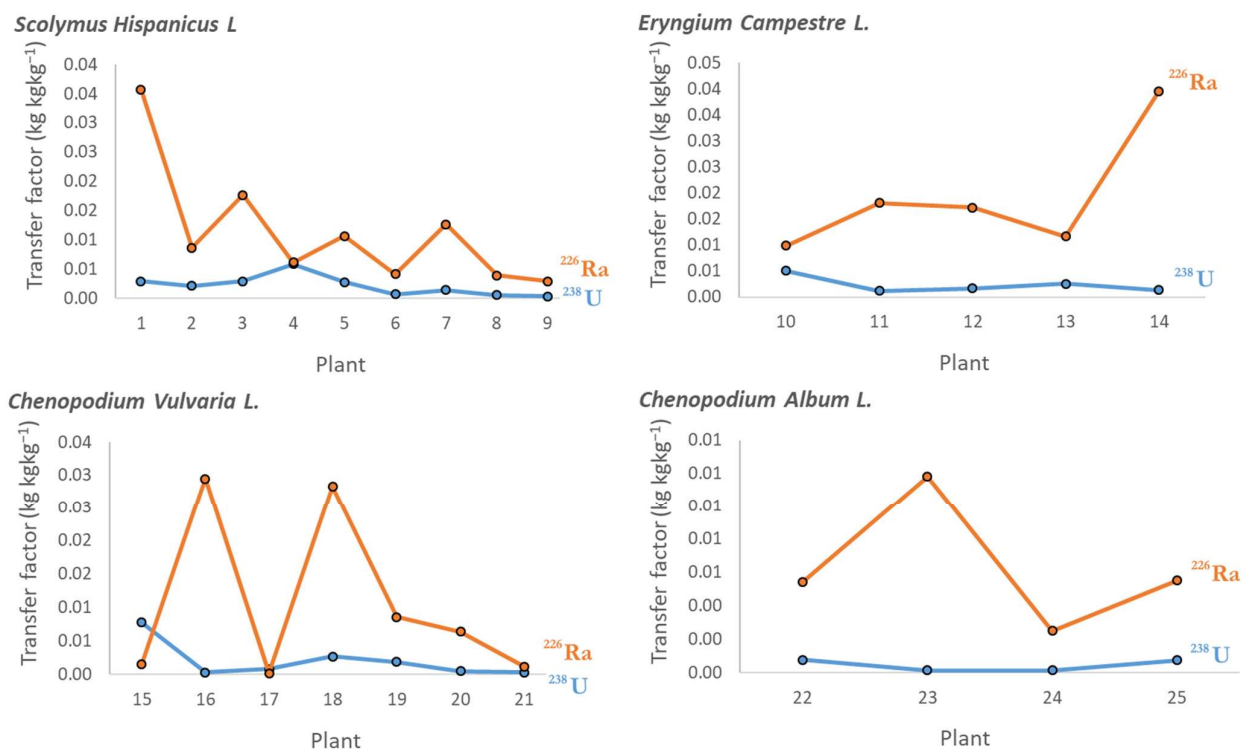 Scolymus Hispanicus L
Transfer factor (kg kgkg⁻¹)
0.04
0.04
0.03
0.03
0.02
0.02
0.01
0.01
0.00
²²⁶Ra
²³⁸U
1 2 3 4 5 6 7 8 9
Plant
Eryngium Campestre L.
Transfer factor (kg kgkg⁻¹)
0.05
0.04
0.04
0.03
0.03
0.02
0.02
0.01
0.01
0.00
²²⁶Ra
²³⁸U
10 11 12 13 14
Plant
Chenopodium Vulvaria L.
Transfer factor (kg kgkg⁻¹)
0.04
0.03
0.03
0.02
0.02
0.01
0.01
0.00
²²⁶Ra
²³⁸U
15 16 17 18 19 20 21
Plant
Chenopodium Album L.
Transfer factor (kg kgkg⁻¹)
0.01
0.01
0.01
0.01
0.01
0.00
0.00
0.00
²²⁶Ra
²³⁸U
22 23 24 25
Plant